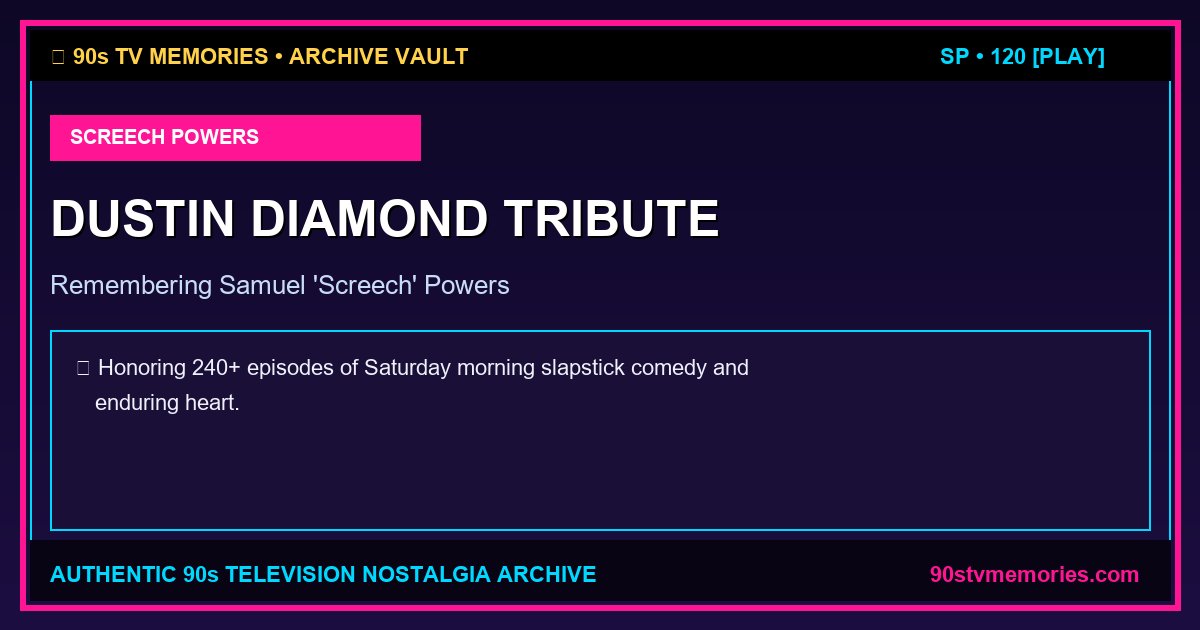 90s TV MEMORIES • ARCHIVE VAULT
SP • 120 [PLAY]
SCREECH POWERS
DUSTIN DIAMOND TRIBUTE
Remembering Samuel 'Screech' Powers
Honoring 240+ episodes of Saturday morning slapstick comedy and
enduring heart.
AUTHENTIC 90s TELEVISION NOSTALGIA ARCHIVE
90stvmemories.com